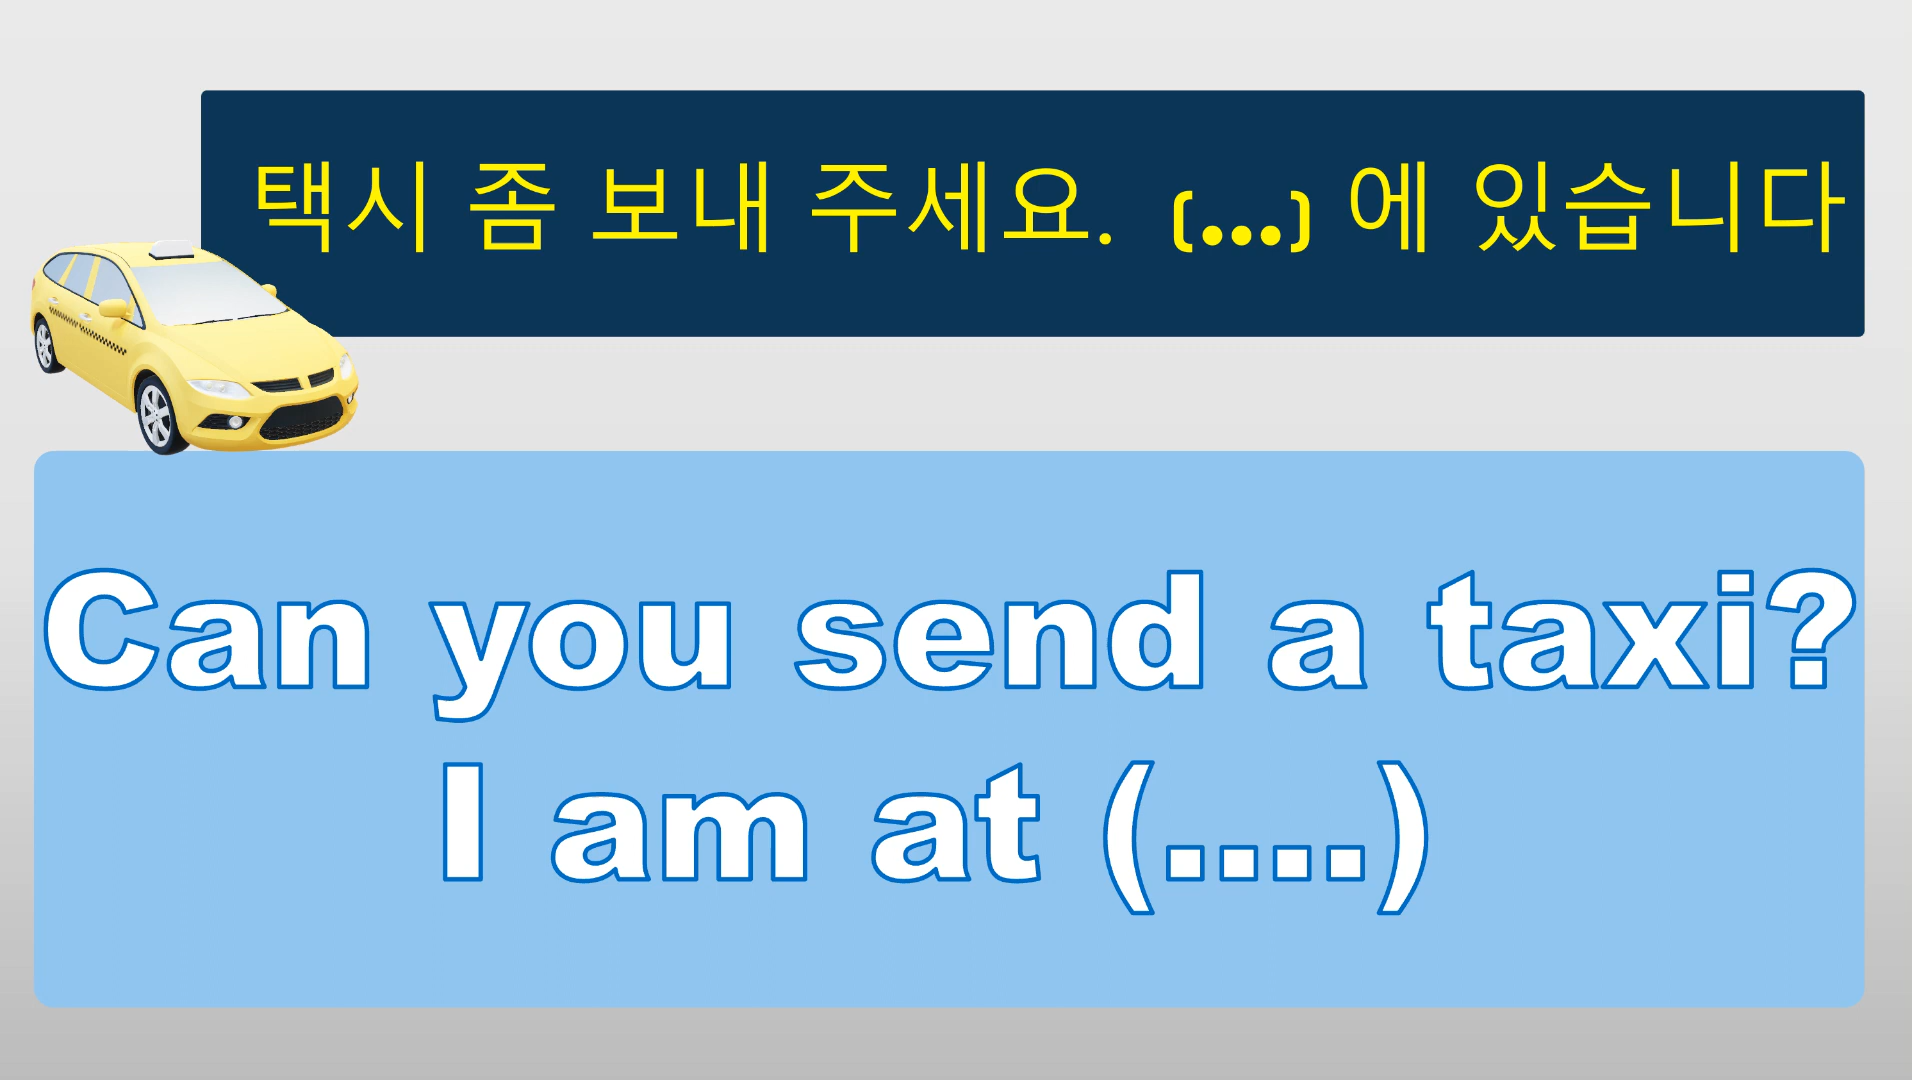 택시 좀 보내 주세요. (...) 에 있습니다
Can you send a taxi?
I am at (....)